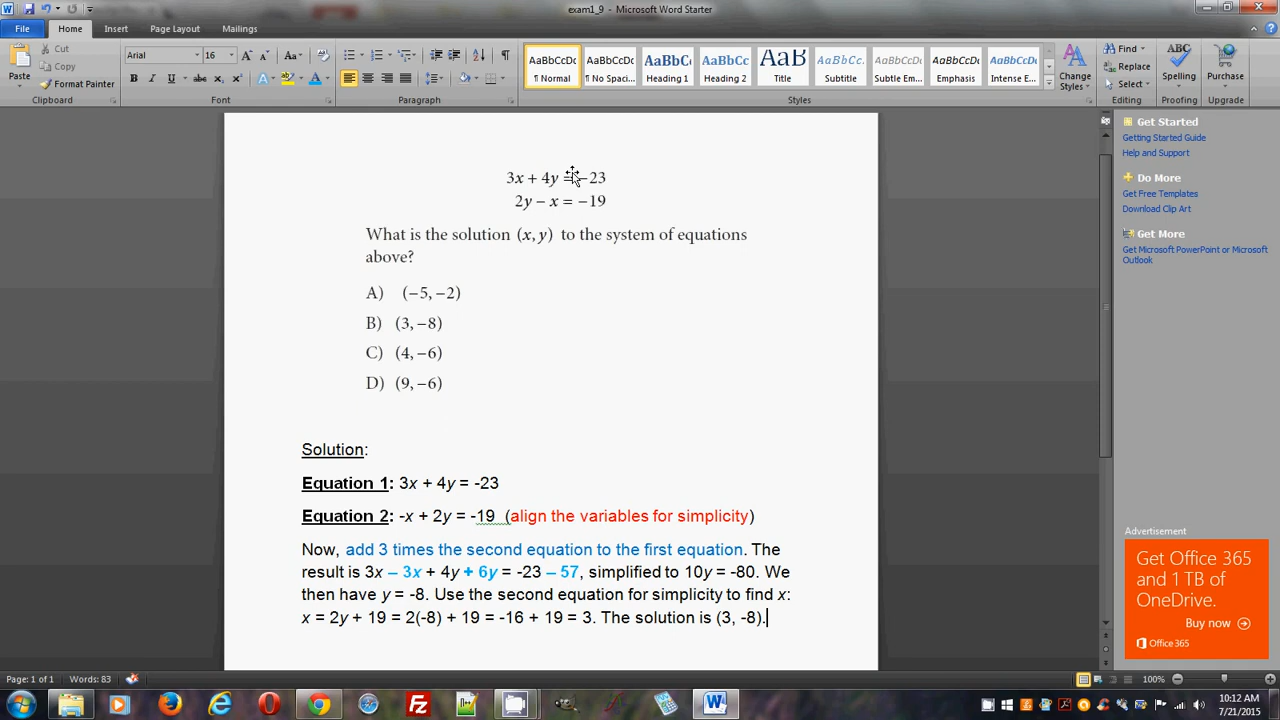 exam1_9 - Microsoft Word Starter
File Home Insert Page Layout Mailings
Paste
Cut
Copy
Format Painter
Clipboard
Arial 16
B I U abc x₂ x²
Font
Paragraph
AaBbCcDc AaBbCcDc AaBbC AaBbCc AaB AaBbCc. AaBbCcDc AaBbCcDc AaBbCcDc
¶ Normal ¶ No Spaci... Heading 1 Heading 2 Title Subtitle Subtle Em... Emphasis Intense E...
Styles
Change Styles
Find
Replace
Select
Editing
ABC
Spelling
Proofing
Purchase
Upgrade
3x + 4y = −23
2y − x = −19
What is the solution (x, y) to the system of equations
above?
A) (−5, −2)
B) (3, −8)
C) (4, −6)
D) (9, −6)
Solution:
Equation 1: 3x + 4y = -23
Equation 2: -x + 2y = -19 (align the variables for simplicity)
Now, add 3 times the second equation to the first equation. The
result is 3x – 3x + 4y + 6y = -23 – 57, simplified to 10y = -80. We
then have y = -8. Use the second equation for simplicity to find x:
x = 2y + 19 = 2(-8) + 19 = -16 + 19 = 3. The solution is (3, -8).
Get Started
Getting Started Guide
Help and Support
Do More
Get Free Templates
Download Clip Art
Get More
Get Microsoft PowerPoint or Microsoft
Outlook
Advertisement
Get Office 365
and 1 TB of
OneDrive.
Buy now
Office 365
Page: 1 of 1 Words: 83
100%
10:12 AM
7/21/2015